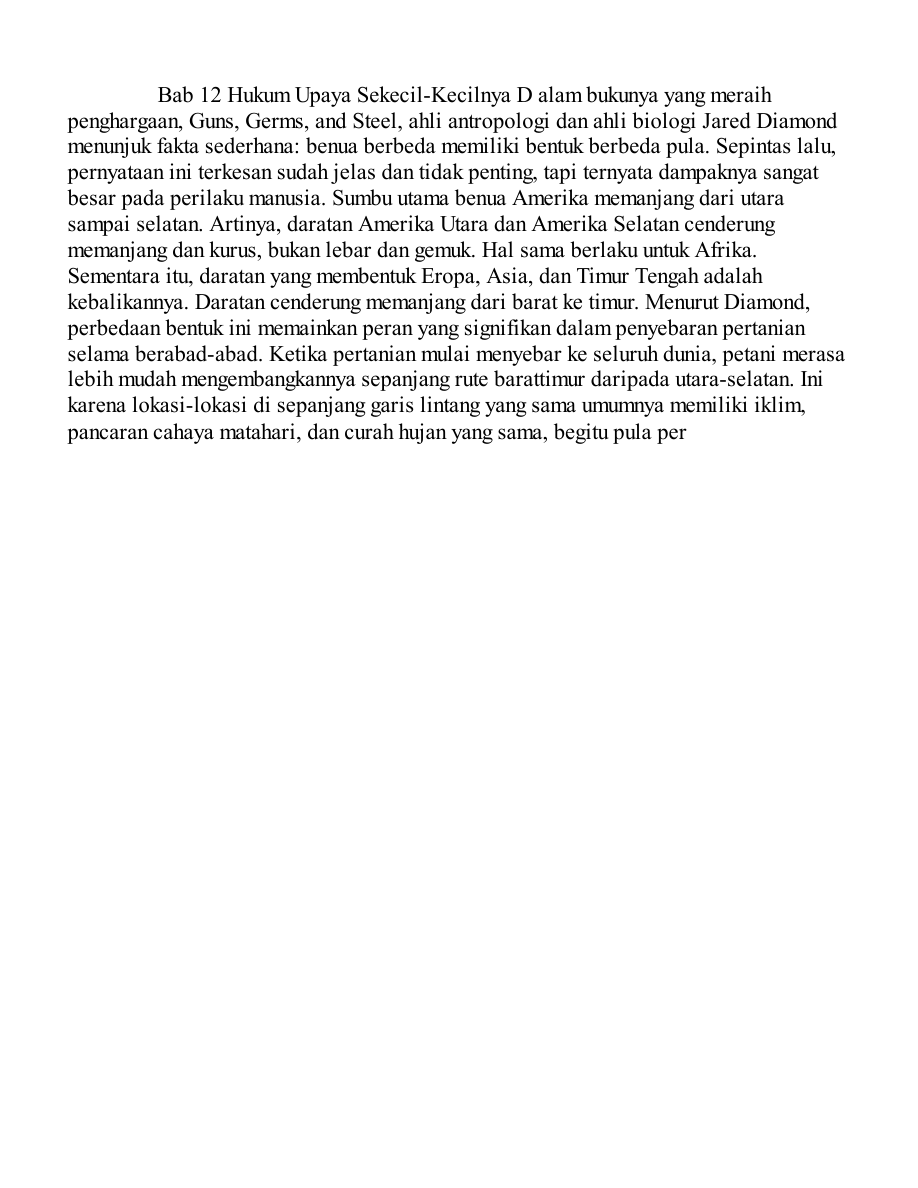 Bab 12 Hukum Upaya Sekecil-Kecilnya D alam bukunya yang meraih
penghargaan, Guns, Germs, and Steel, ahli antropologi dan ahli biologi Jared Diamond
menunjuk fakta sederhana: benua berbeda memiliki bentuk berbeda pula. Sepintas lalu,
pernyataan ini terkesan sudah jelas dan tidak penting, tapi ternyata dampaknya sangat
besar pada perilaku manusia. Sumbu utama benua Amerika memanjang dari utara
sampai selatan. Artinya, daratan Amerika Utara dan Amerika Selatan cenderung
memanjang dan kurus, bukan lebar dan gemuk. Hal sama berlaku untuk Afrika.
Sementara itu, daratan yang membentuk Eropa, Asia, dan Timur Tengah adalah
kebalikannya. Daratan cenderung memanjang dari barat ke timur. Menurut Diamond,
perbedaan bentuk ini memainkan peran yang signifikan dalam penyebaran pertanian
selama berabad-abad. Ketika pertanian mulai menyebar ke seluruh dunia, petani merasa
lebih mudah mengembangkannya sepanjang rute barattimur daripada utara-selatan. Ini
karena lokasi-lokasi di sepanjang garis lintang yang sama umumnya memiliki iklim,
pancaran cahaya matahari, dan curah hujan yang sama, begitu pula per